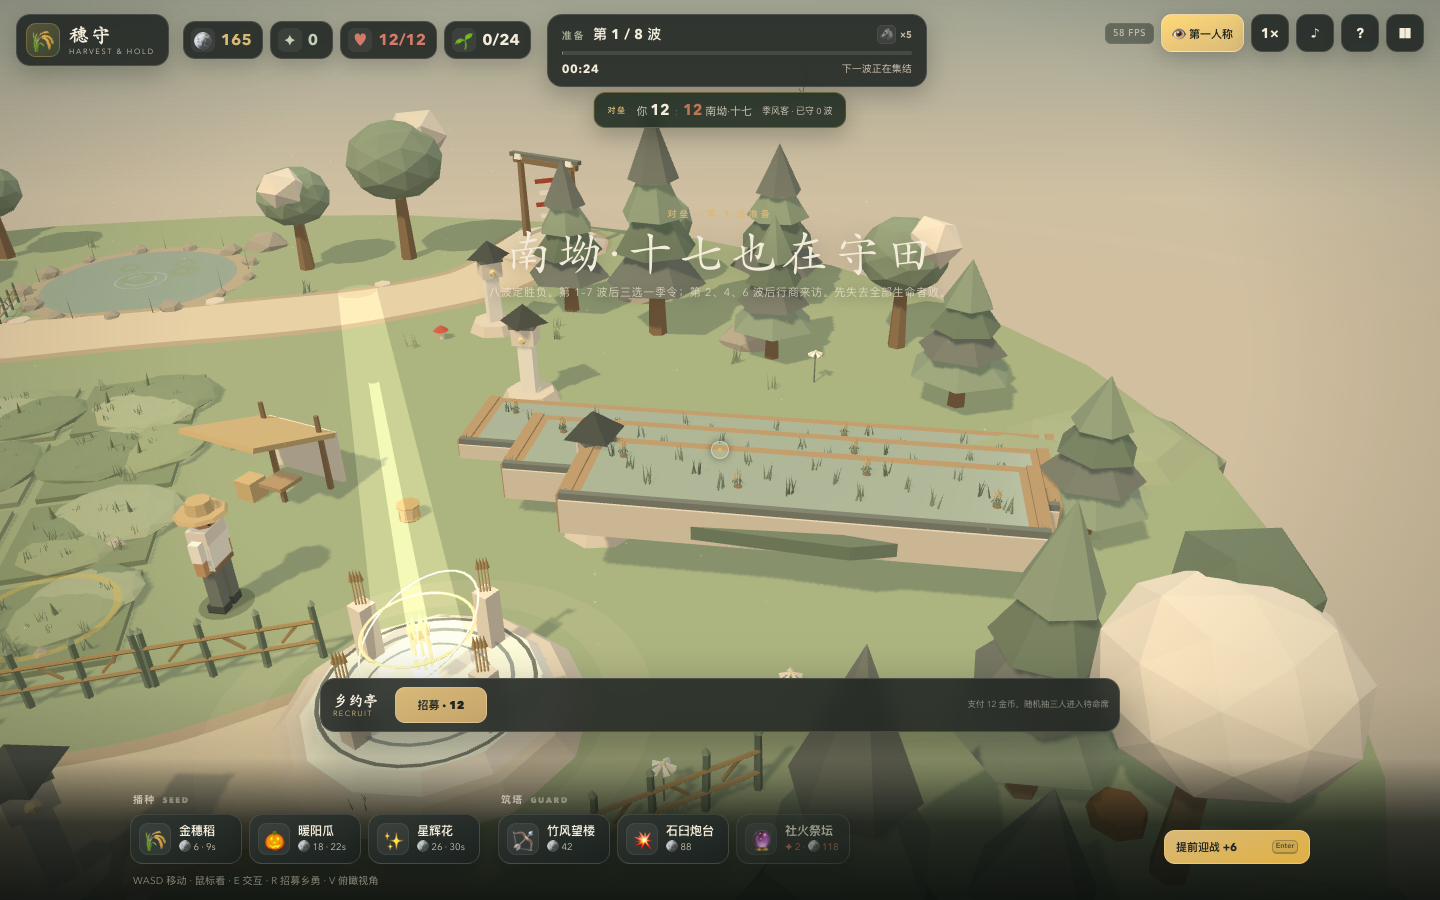 穗守
HARVEST & HOLD
165
0
12/12
0/24
准备 第 1 / 8 波
×5
00:24
下一波正在集结
58 FPS
第一人称
1×
?
对垒 你 12 : 12 南坳·十七 季风客 · 已守 0 波
南坳·十七也在守田
八波定胜负。第 1-7 波后三选一季令；第 2、4、6 波后行商来访。先失去全部生命者败。
乡约亭
RECRUIT
招募 · 12
支付 12 金币，随机抽三人进入待命席
播种 SEED
筑塔 GUARD
金穗稻
6 · 9s
暖阳瓜
18 · 22s
星辉花
26 · 30s
竹风望楼
42
石臼炮台
88
社火祭坛
2 · 118
提前迎战 +6
Enter
WASD 移动 · 鼠标看 · E 交互 · R 招募乡勇 · V 俯瞰视角